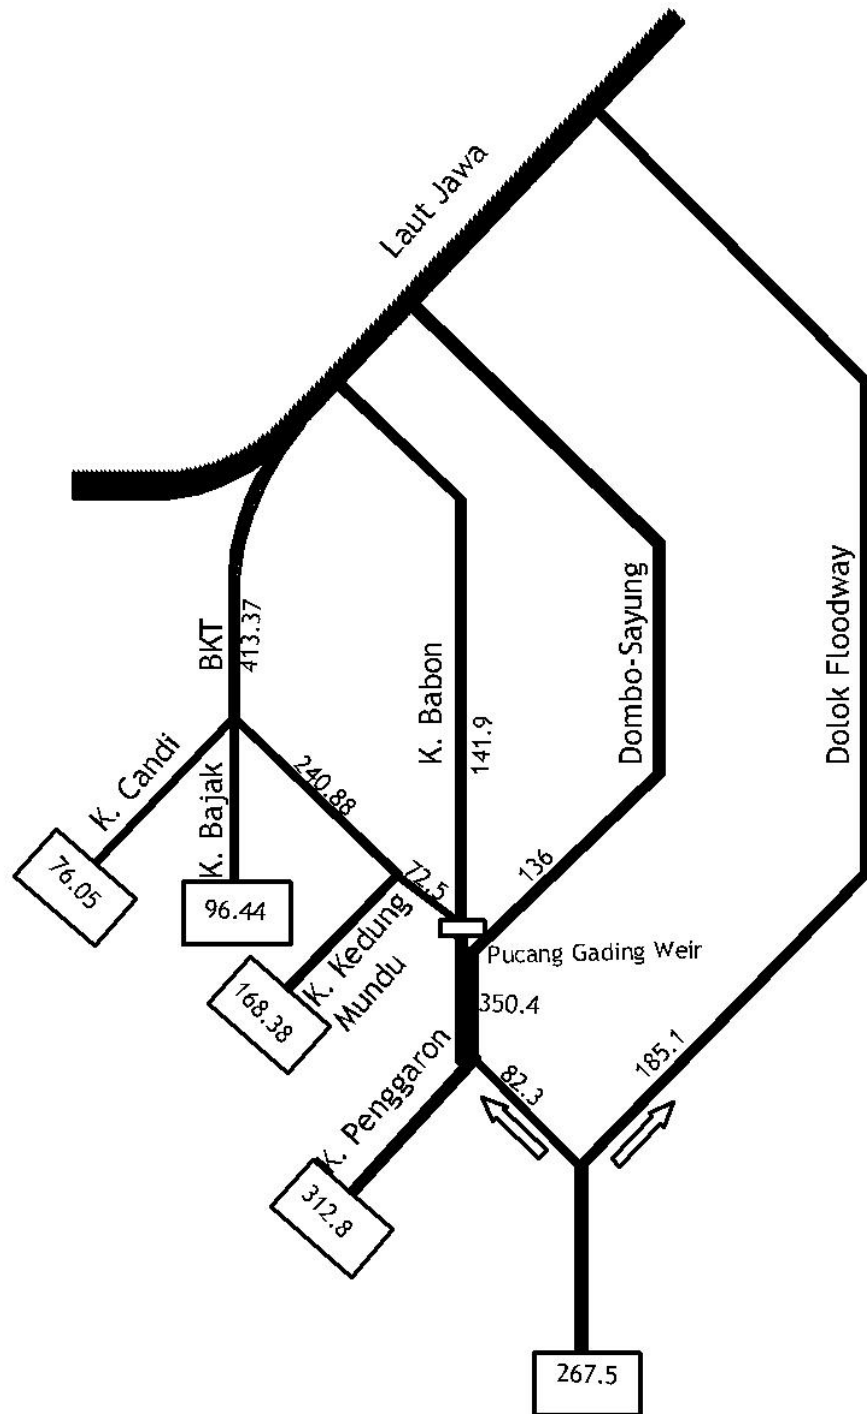 Laut Jawa
BKT
413.37
K. Babon
141.9
Dombo-Sayung
Dolok Floodway
K. Candi
76.05
K. Bajak
96.44
240.88
72.5
136
K. Kedung
Mundu
168.38
Pucang Gading Weir
350.4
K. Penggaron
312.8
82.3
185.1
267.5